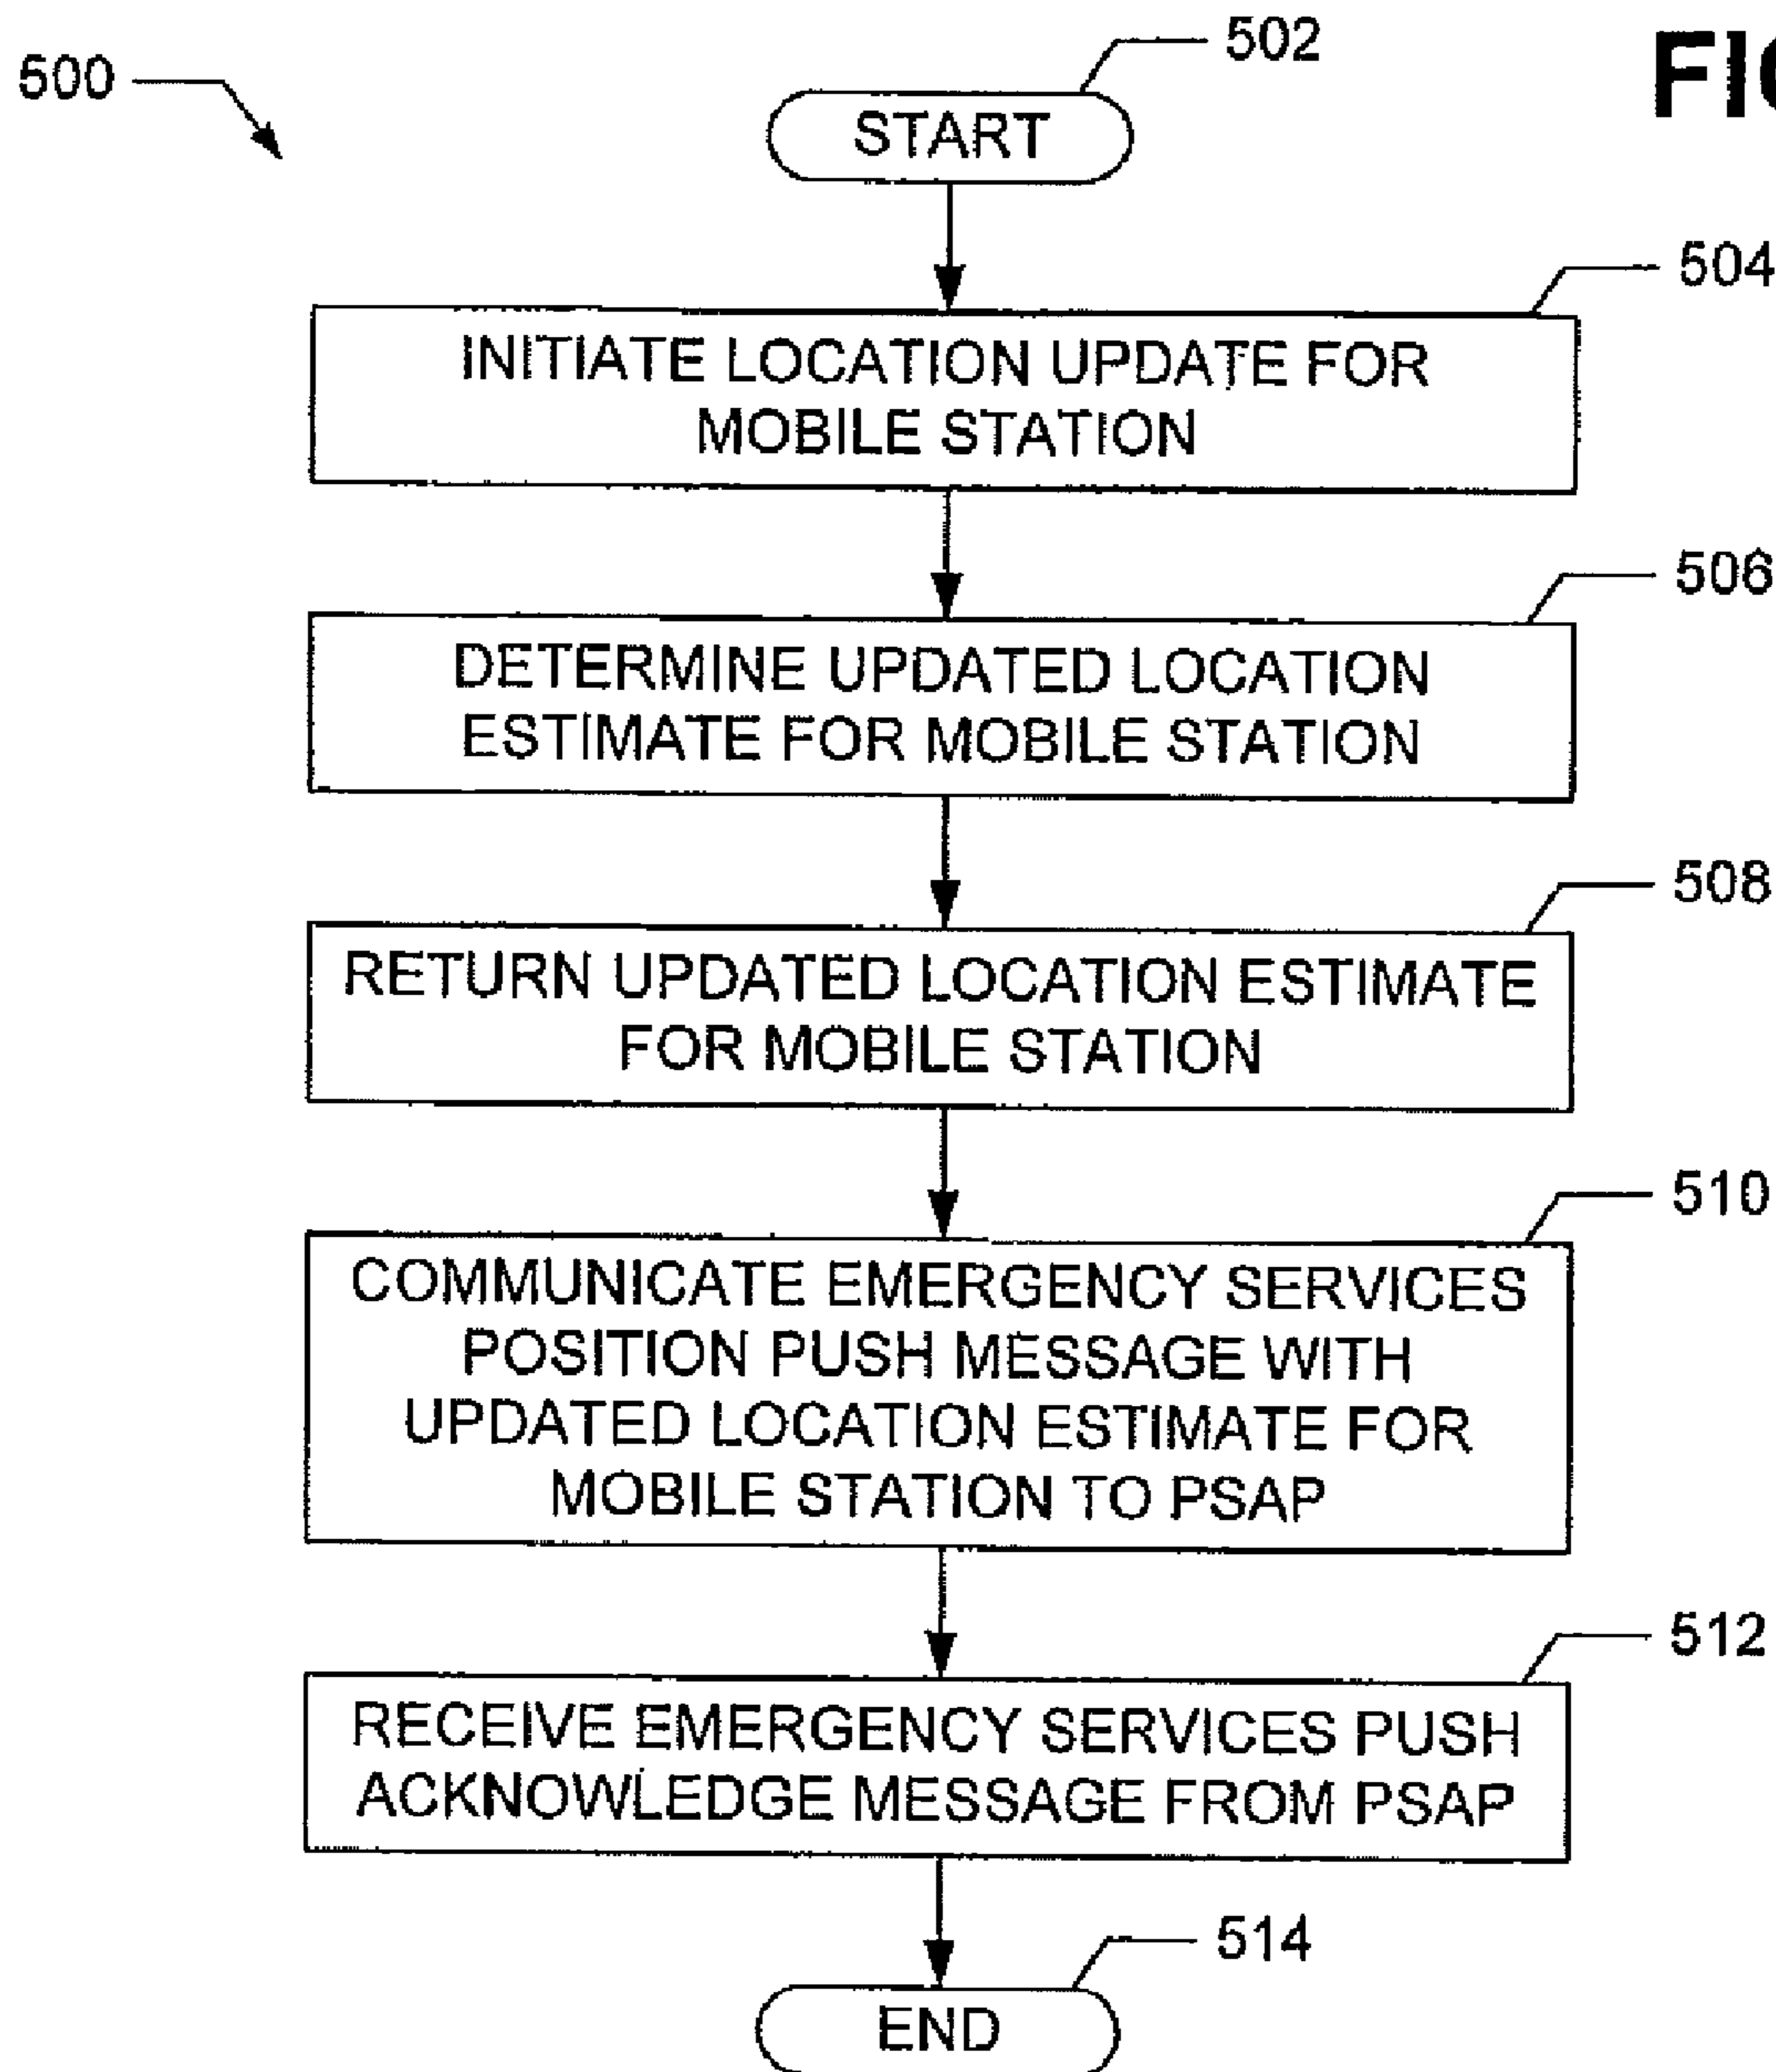 500
502
START
504
INITIATE LOCATION UPDATE FOR
MOBILE STATION
506
DETERMINE UPDATED LOCATION
ESTIMATE FOR MOBILE STATION
508
RETURN UPDATED LOCATION ESTIMATE
FOR MOBILE STATION
510
COMMUNICATE EMERGENCY SERVICES
POSITION PUSH MESSAGE WITH
UPDATED LOCATION ESTIMATE FOR
MOBILE STATION TO PSAP
512
RECEIVE EMERGENCY SERVICES PUSH
ACKNOWLEDGE MESSAGE FROM PSAP
514
END